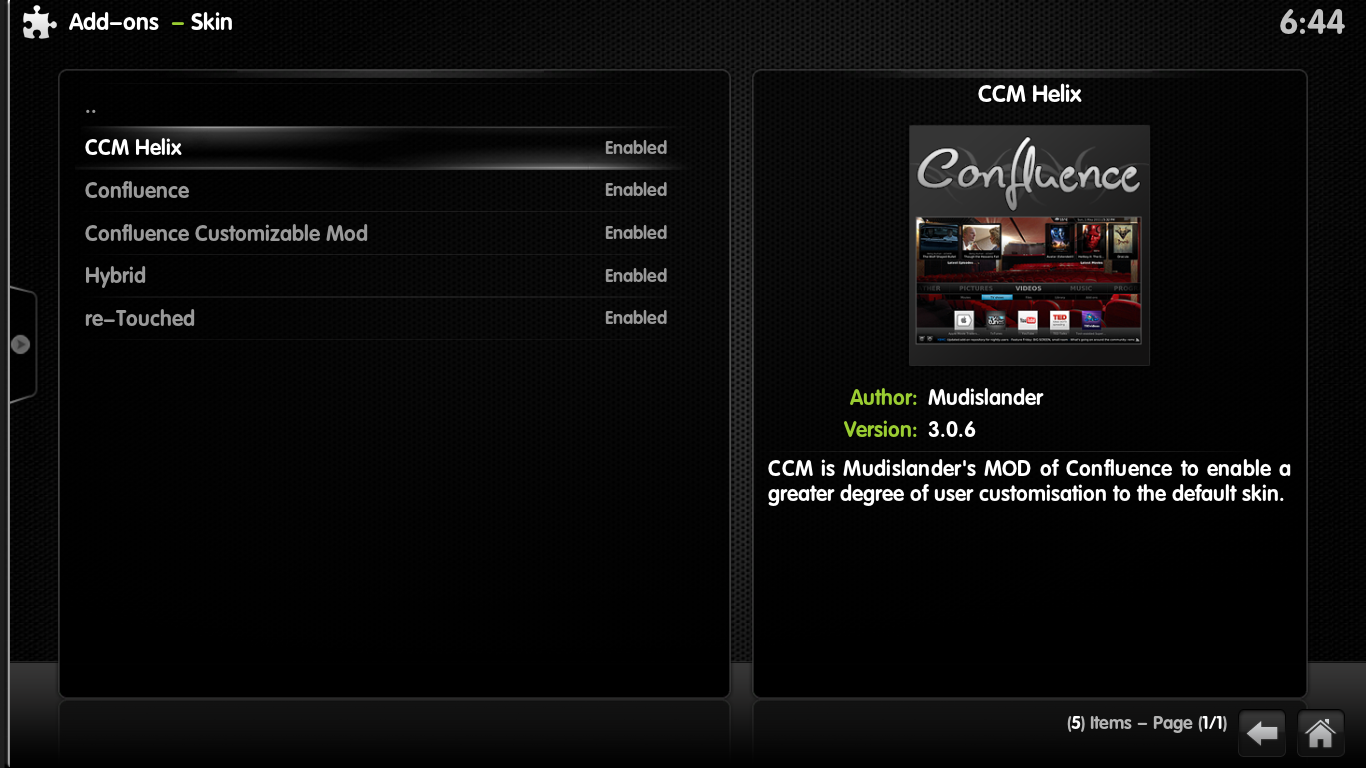 Add-ons - Skin
6:44
..
CCM Helix Enabled
Confluence Enabled
Confluence Customizable Mod Enabled
Hybrid Enabled
re-Touched Enabled
CCM Helix
Confluence
PICTURES VIDEOS MUSIC
YouTube
TED
Author: Mudislander
Version: 3.0.6
CCM is Mudislander's MOD of Confluence to enable a
greater degree of user customisation to the default skin.
(5) Items - Page (1/1)